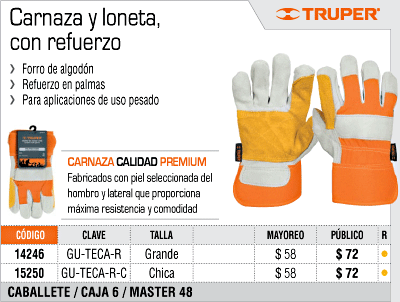 Carnaza y loneta,
con refuerzo
TRUPER®
Forro de algodón
Refuerzo en palmas
Para aplicaciones de uso pesado
CARNAZA CALIDAD PREMIUM
Fabricados con piel seleccionada del
hombro y lateral que proporciona
máxima resistencia y comodidad
CÓDIGO CLAVE TALLA MAYOREO PÚBLICO R
14246 GU-TECA-R Grande $ 58 $ 72
15250 GU-TECA-R-C Chica $ 58 $ 72
CABALLETE / CAJA 6 / MASTER 48